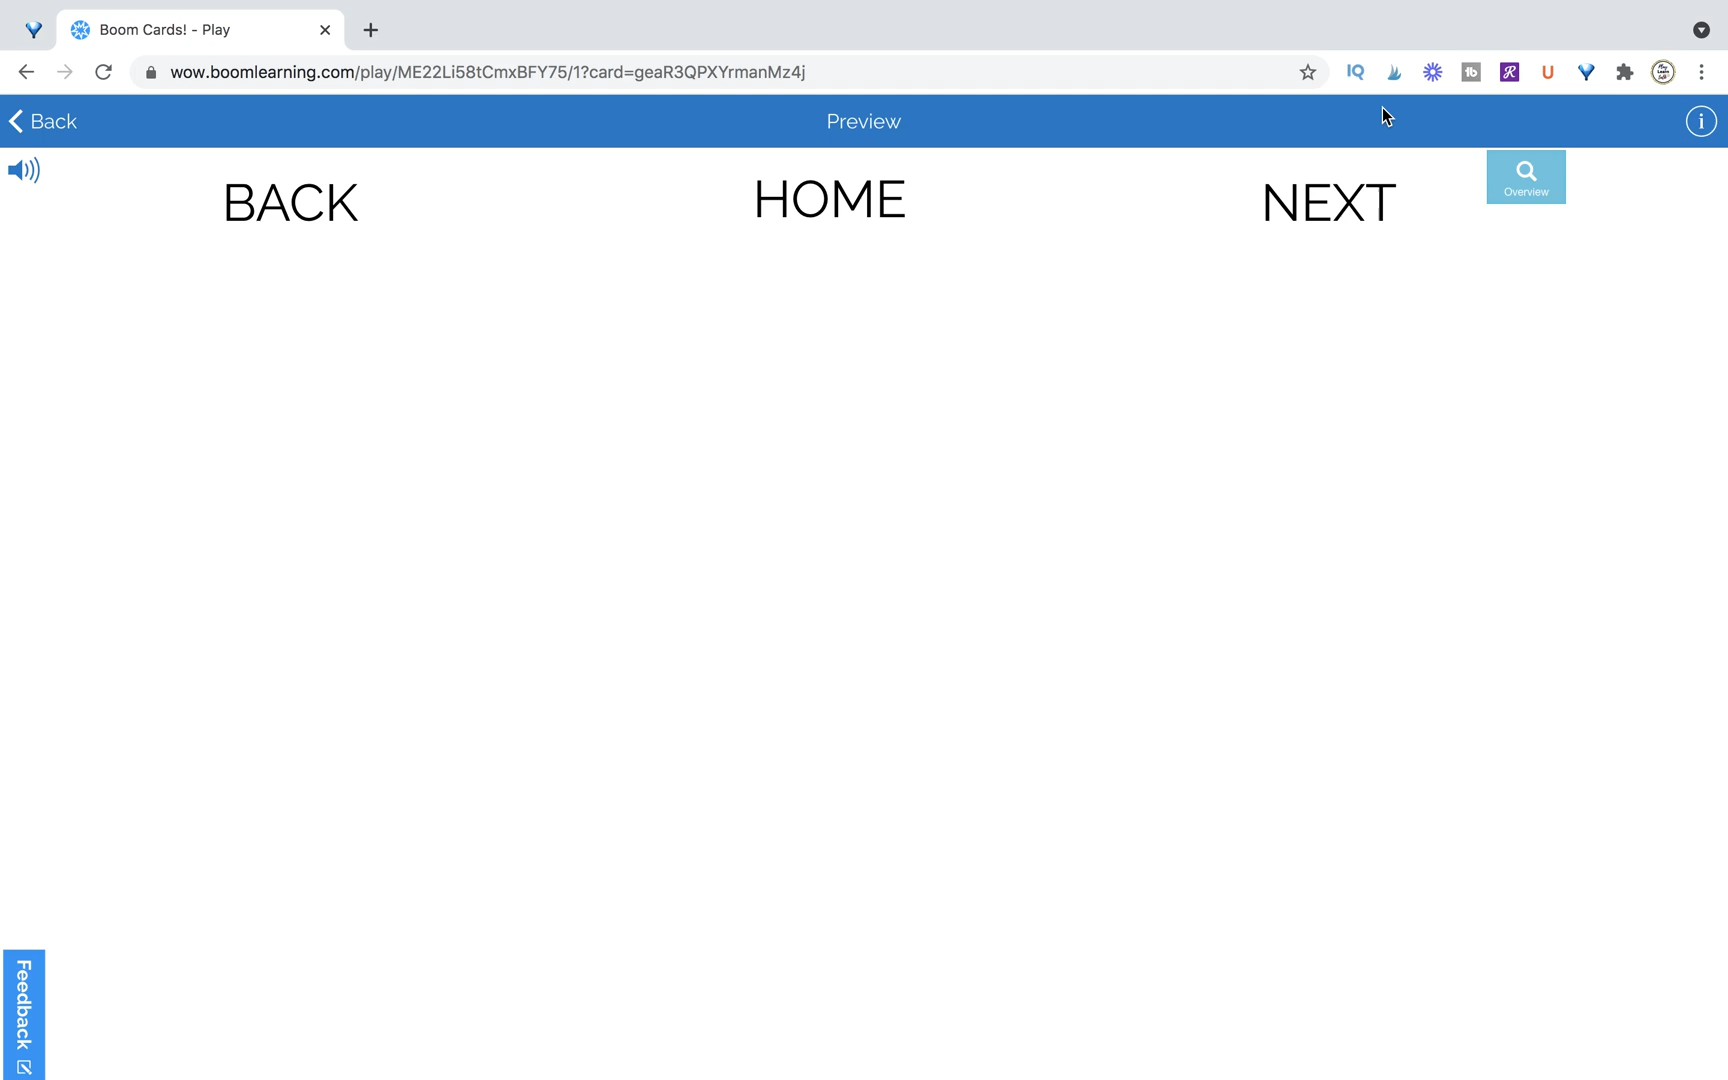 Boom Cards! - Play
wow.boomlearning.com/play/ME22Li58tCmxBFY75/1?card=geaR3QPXYrmanMz4j
IQ
tb
R
U
Back
Preview
i
BACK
HOME
NEXT
Overview
Feedback